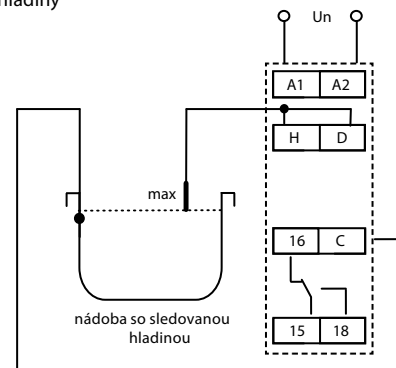 hladiny
Un
A1 A2
H D
max
16 C
nádoba so sledovanou
hladinou
15 18